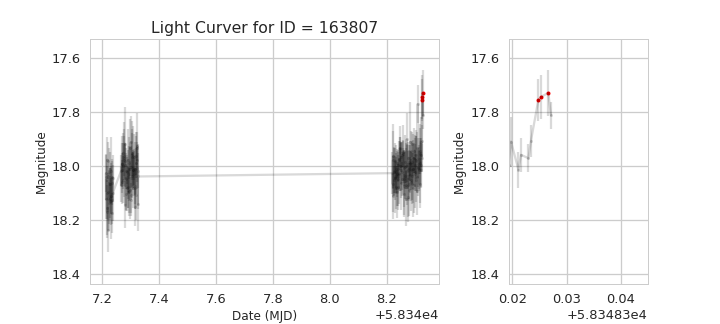 Light Curver for ID = 163807
Magnitude
17.6
17.8
18.0
18.2
18.4
7.2 7.4 7.6 7.8 8.0 8.2
Date (MJD)
+5.834e4
Magnitude
17.6
17.8
18.0
18.2
18.4
0.02 0.03 0.04
+5.83483e4